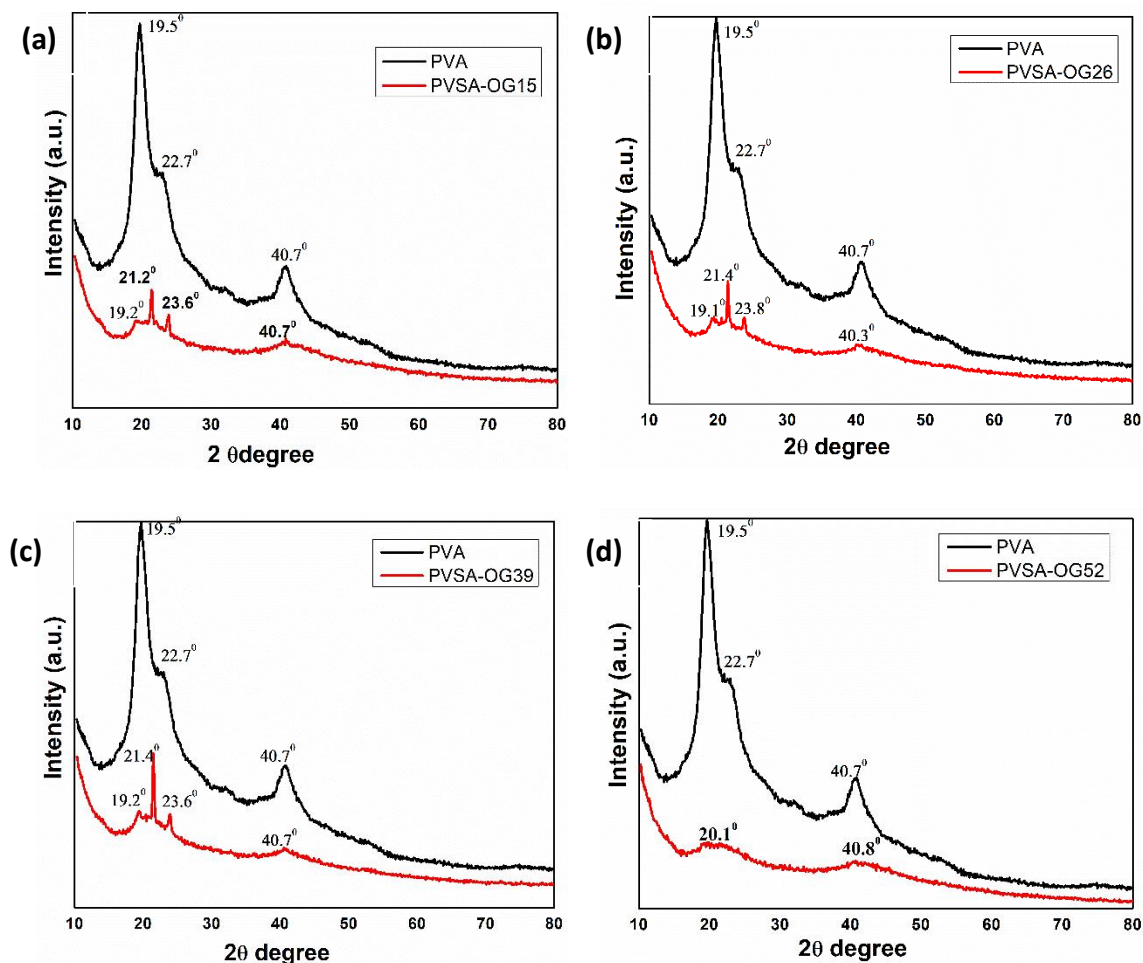 (a)
19.5⁰
22.7⁰
40.7⁰
21.2⁰
19.2⁰
23.6⁰
40.7⁰
PVA
PVSA-OG15
Intensity (a.u.)
10 20 30 40 50 60 70 80
2 θdegree
(b)
19.5⁰
22.7⁰
40.7⁰
21.4⁰
19.1⁰
23.8⁰
40.3⁰
PVA
PVSA-OG26
Intensity (a.u.)
10 20 30 40 50 60 70 80
2θ degree
(c)
19.5⁰
22.7⁰
40.7⁰
21.4⁰
19.2⁰
23.6⁰
40.7⁰
PVA
PVSA-OG39
Intensity (a.u.)
10 20 30 40 50 60 70 80
2θ degree
(d)
19.5⁰
22.7⁰
40.7⁰
20.1⁰
40.8⁰
PVA
PVSA-OG52
Intensity (a.u.)
10 20 30 40 50 60 70 80
2θ degree